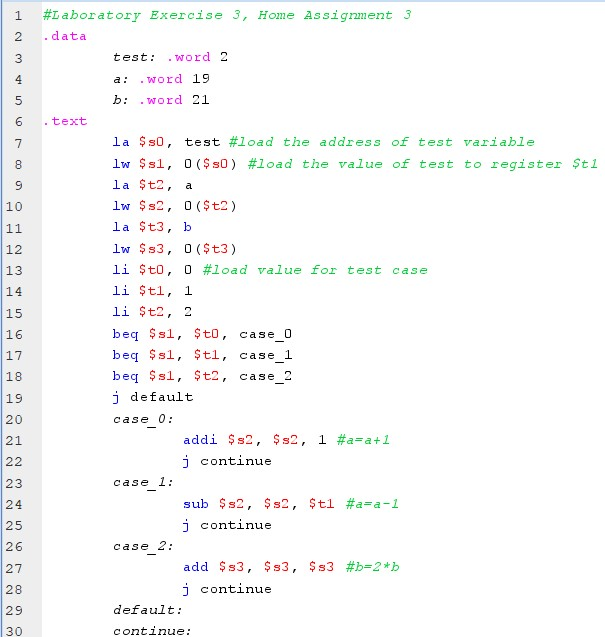 1 #Laboratory Exercise 3, Home Assignment 3
2 .data
3 test: .word 2
4 a: .word 19
5 b: .word 21
6 .text
7 la $s0, test #load the address of test variable
8 lw $s1, 0($s0) #load the value of test to register $t1
9 la $t2, a
10 lw $s2, 0($t2)
11 la $t3, b
12 lw $s3, 0($t3)
13 li $t0, 0 #load value for test case
14 li $t1, 1
15 li $t2, 2
16 beq $s1, $t0, case_0
17 beq $s1, $t1, case_1
18 beq $s1, $t2, case_2
19 j default
20 case_0:
21 addi $s2, $s2, 1 #a=a+1
22 j continue
23 case_1:
24 sub $s2, $s2, $t1 #a=a-1
25 j continue
26 case_2:
27 add $s3, $s3, $s3 #b=2*b
28 j continue
29 default:
30 continue: